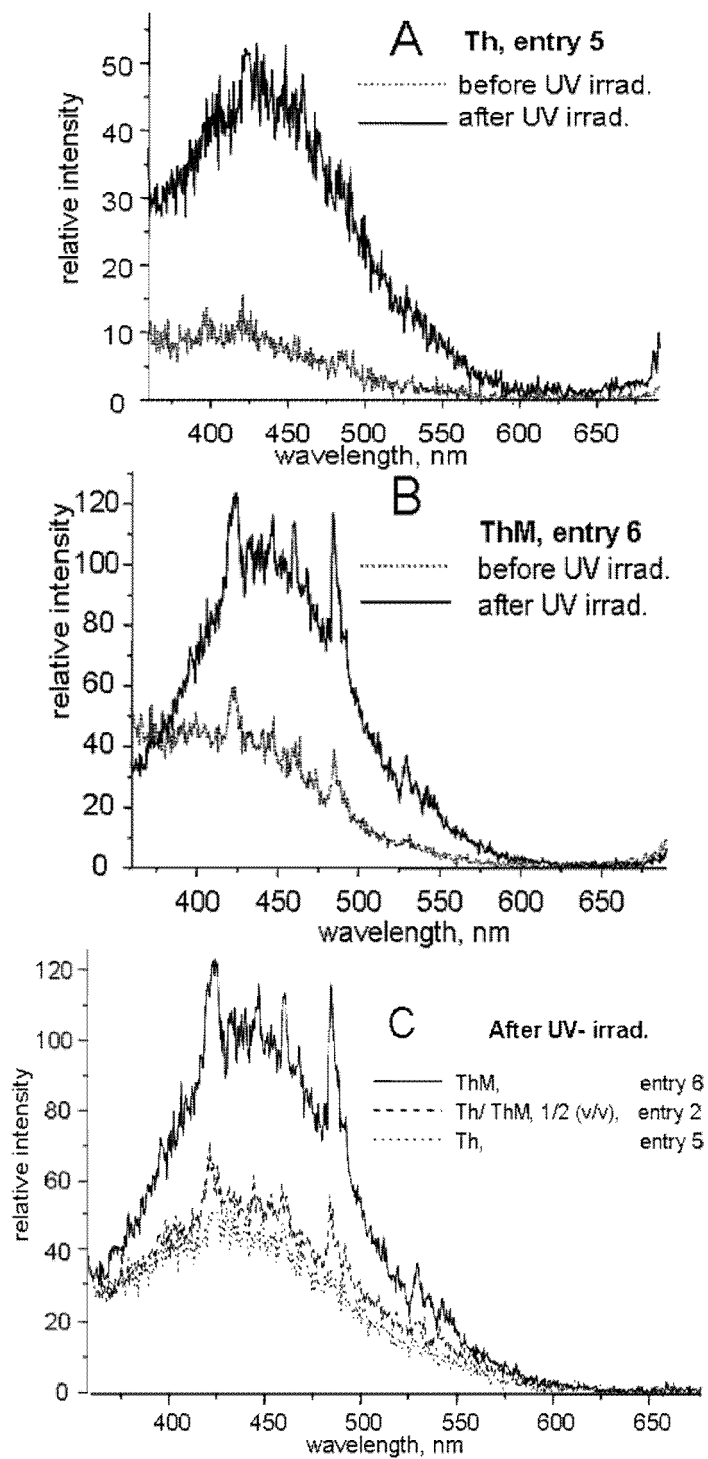 A Th, entry 5
before UV irrad.
after UV irrad.
relative intensity
50
40
30
20
10
0
400 450 500 550 600 650
wavelength, nm
B
ThM, entry 6
before UV irrad.
after UV irrad.
relative intensity
120
100
80
60
40
20
0
400 450 500 550 600 650
wavelength, nm
C After UV- irrad.
ThM, entry 6
Th/ ThM, 1/2 (v/v), entry 2
Th, entry 5
relative intensity
120
100
80
60
40
20
0
400 450 500 550 600 650
wavelength, nm